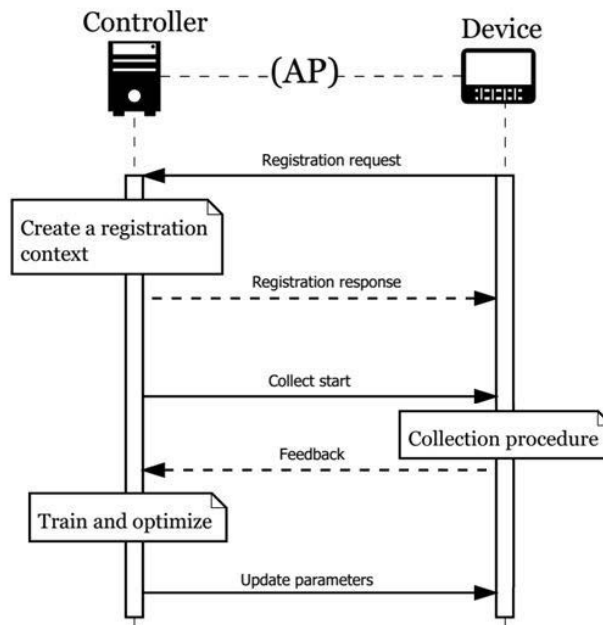 Controller
Device
(AP)
Registration request
Create a registration
context
Registration response
Collect start
Collection procedure
Feedback
Train and optimize
Update parameters